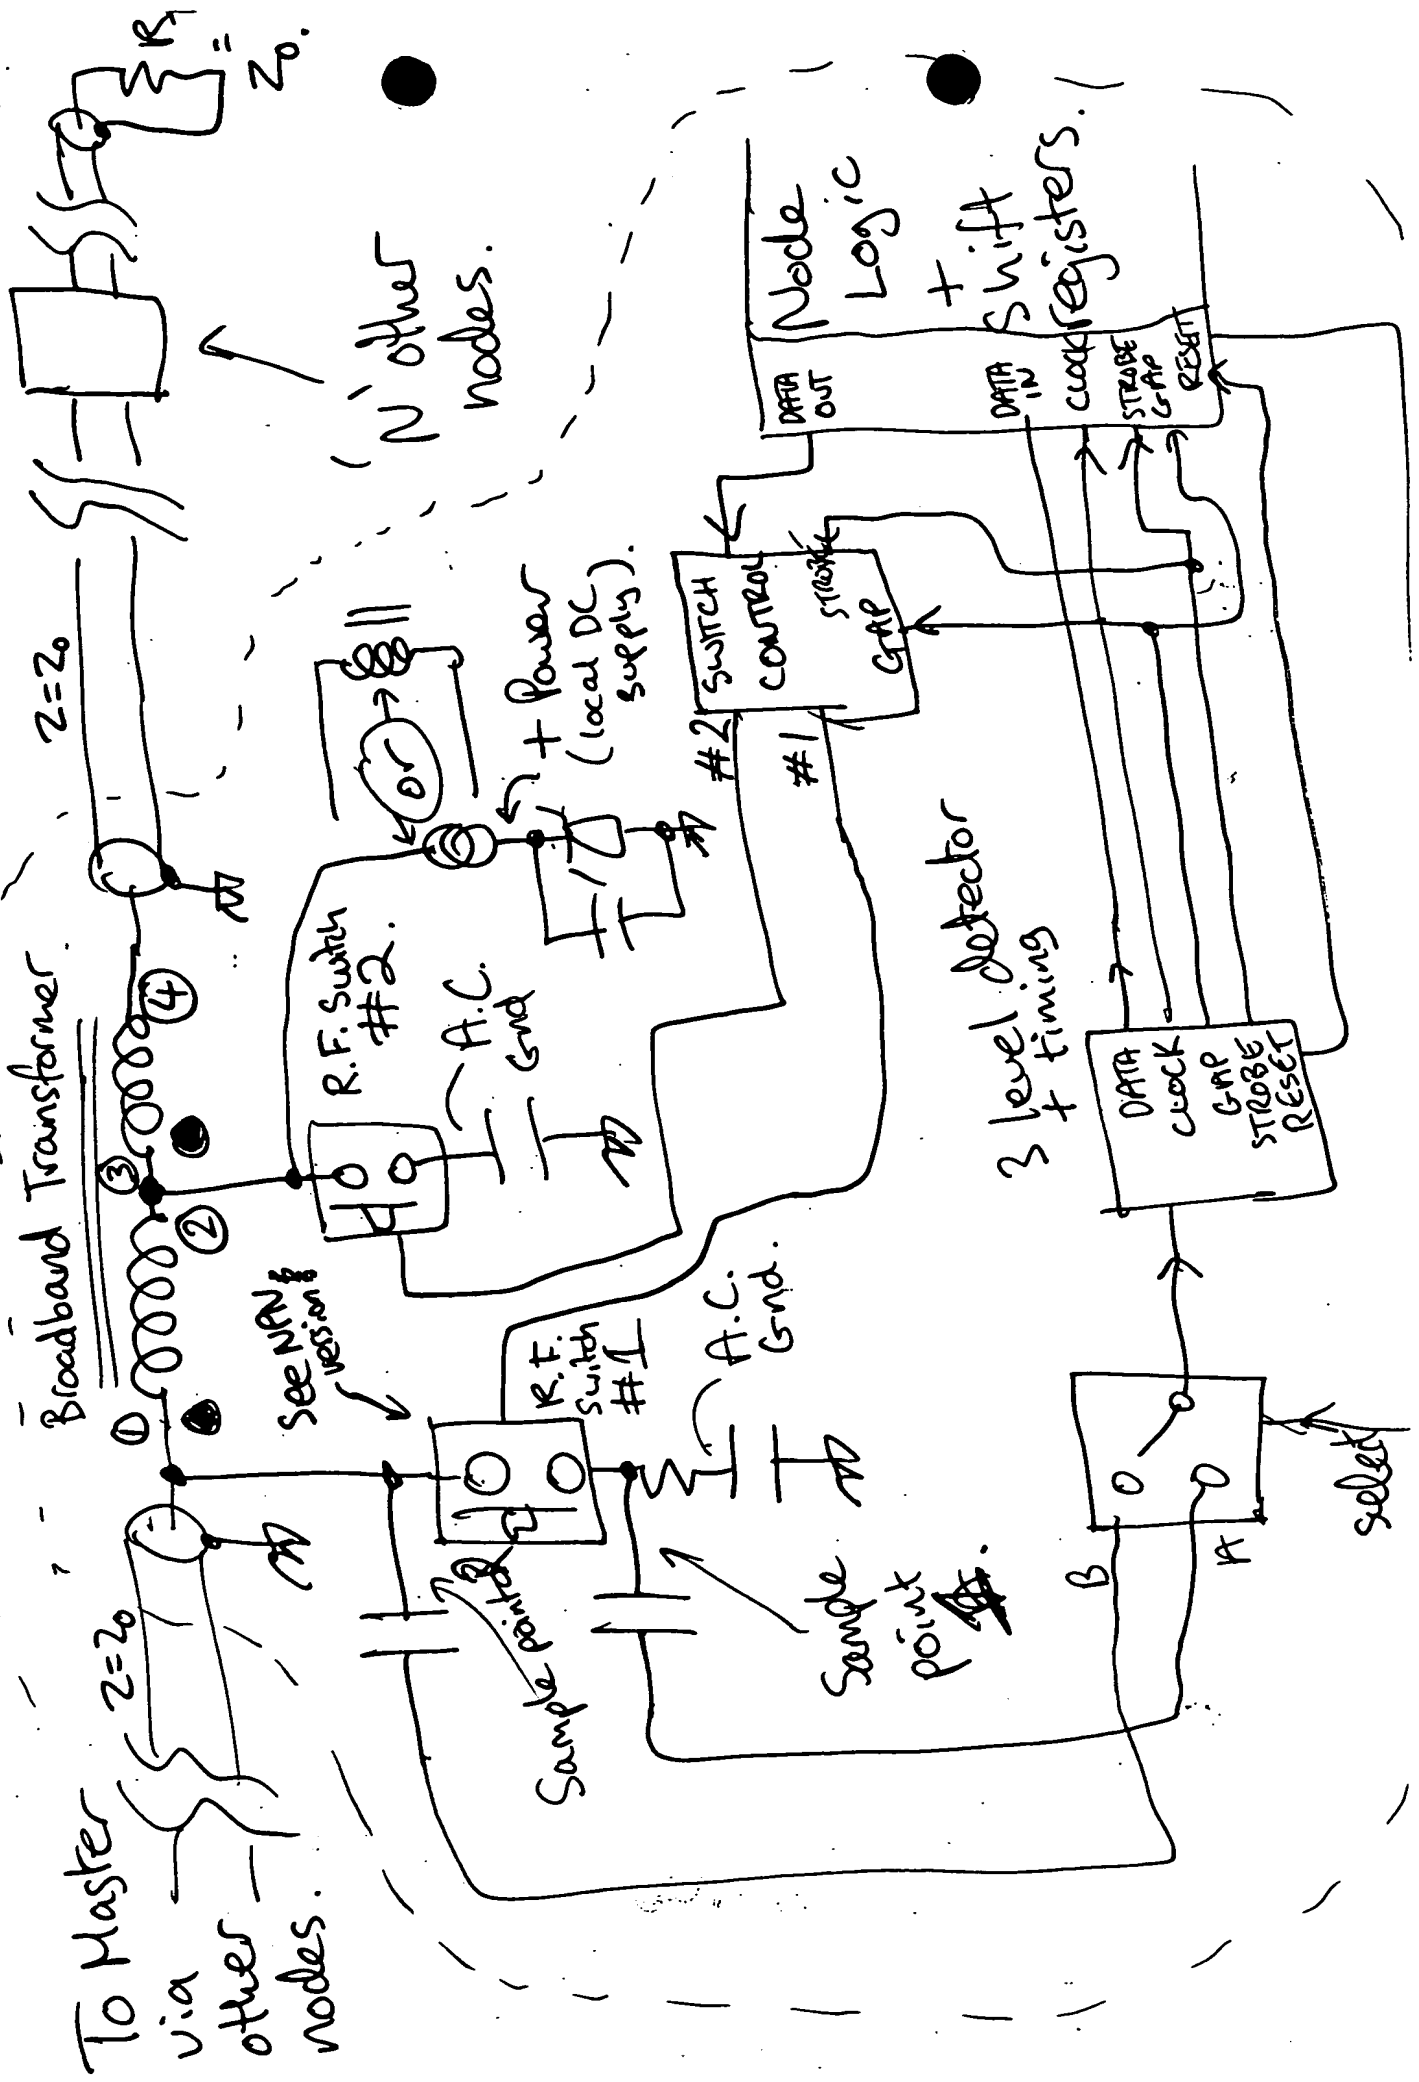 To Master
via
other
nodes.
Z=Z0
Broadband Transformer.
①
②
③
④
Z=Z0
'N' other
nodes.
RT
=
Z0.
see NPN
version
R.F.
Switch
#1
A.C.
Gnd.
Sample point
Sample
point
R.F. Switch
#2.
A.C.
Gnd
or
+ Power
(local DC
supply).
#2
#1
SWITCH
CONTROL
STROBE
GAP
DATA
OUT
DATA
IN
CLOCK
STROBE
GAP
RESET
Node
Logic
+
Shift
registers.
3 level detector
+ timing
DATA
CLOCK
GAP
STROBE
RESET
B
A
select